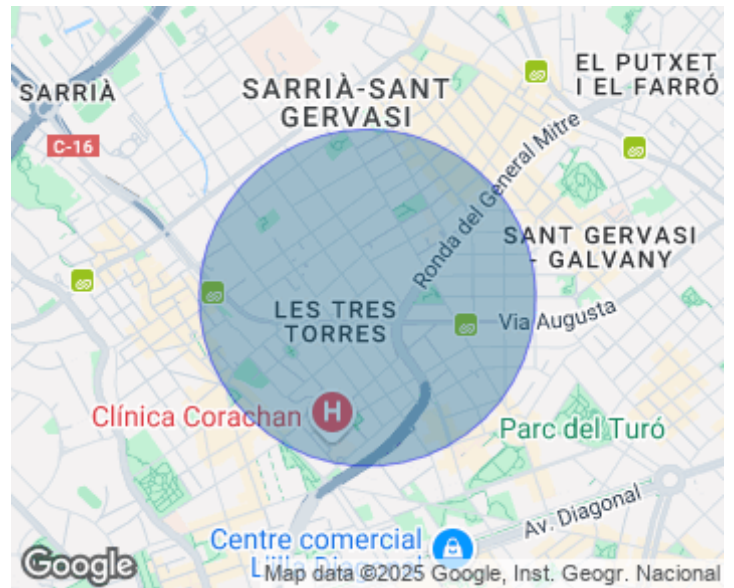 EL PUTXET
I EL FARRÓ
SARRIÀ
SARRIÀ-SANT
GERVASI
C-16
Ronda del General Mitre
SANT GERVASI
- GALVANY
LES TRES
TORRES
Via Augusta
Clínica Corachan
H
Parc del Turó
Av. Diagonal
Centre comercial
L'illa Diagonal
Google
Map data ©2025 Google, Inst. Geogr. Nacional